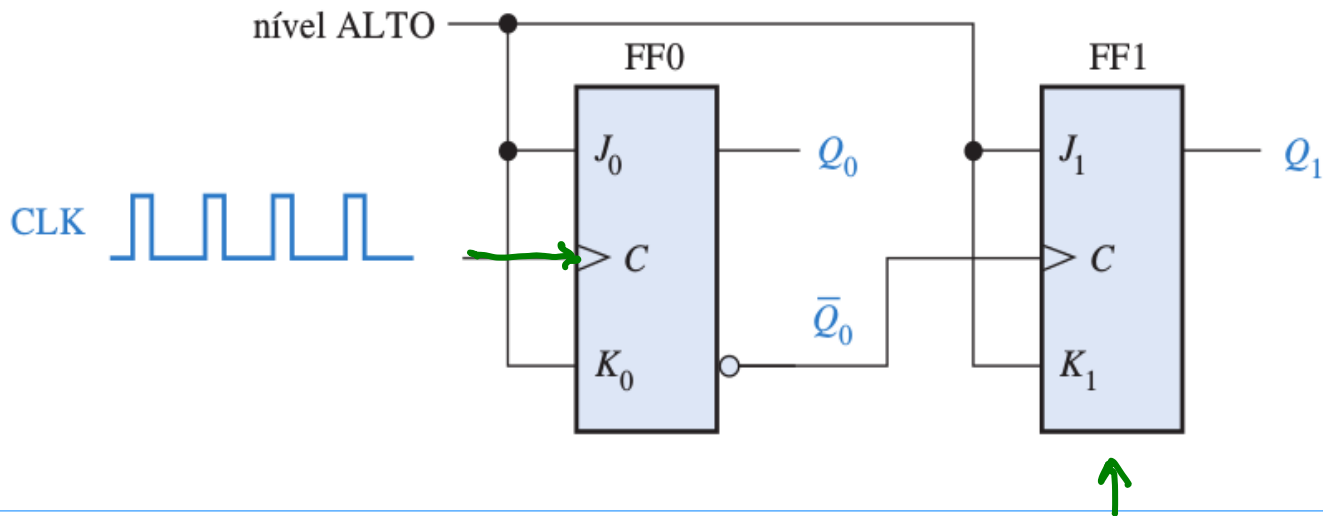 nível ALTO
FF0
FF1
J₀
Q₀
J₁
Q₁
CLK
C
C
Q̅₀
K₀
K₁